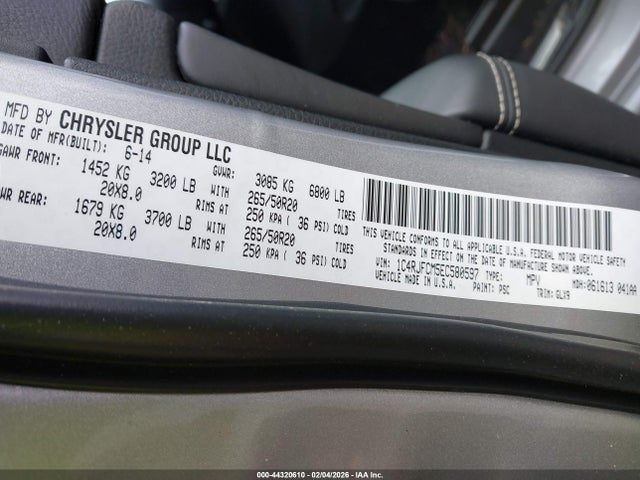 MFD BY CHRYSLER GROUP LLC
DATE OF MFR(BUILT): 6-14 GVWR: 3085 KG 6800 LB
GAWR FRONT: 1452 KG 3200 LB WITH 265/50R20 TIRES
20X8.0 RIMS AT 250 KPA ( 36 PSI) COLD
WR REAR: 1679 KG 3700 LB WITH 265/50R20 TIRES
20X8.0 RIMS AT 250 KPA ( 36 PSI) COLD
THIS VEHICLE CONFORMS TO ALL APPLICABLE U.S.A. FEDERAL MOTOR VEHICLE SAFETY
STANDARDS IN EFFECT ON THE DATE OF MANUFACTURE SHOWN ABOVE.
VIN: 1C4RJFCM5EC580597 TYPE: MPV MDH: 061613 041AA
VEHICLE MADE IN U.S.A. PAINT: PSC TRIM: GLX9
000-44320610 - 02/04/2026 - IAA Inc.